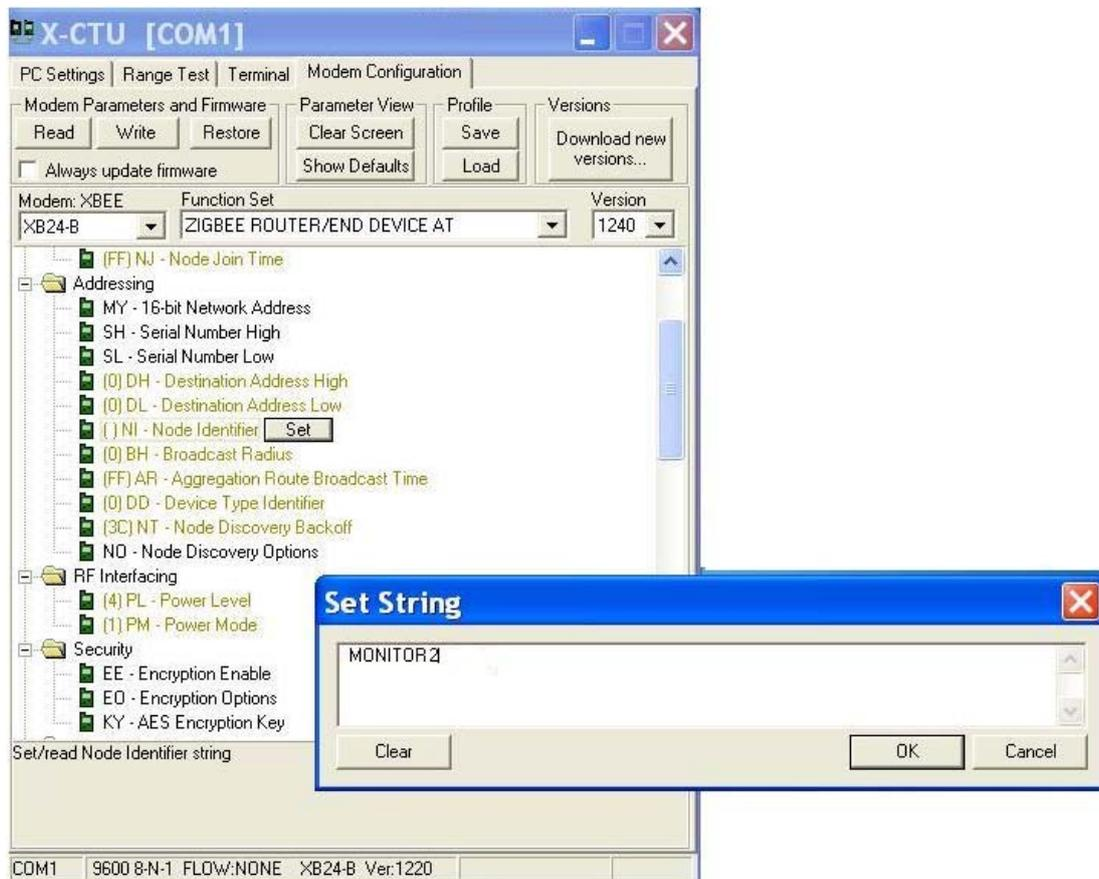 X-CTU [COM1]
PC Settings Range Test Terminal Modem Configuration
Modem Parameters and Firmware Parameter View Profile Versions
Read Write Restore Clear Screen Save Download new versions...
Always update firmware Show Defaults Load
Modem: XBEE Function Set Version
XB24-B ZIGBEE ROUTER/END DEVICE AT 1240
(FF) NJ - Node Join Time
Addressing
MY - 16-bit Network Address
SH - Serial Number High
SL - Serial Number Low
(0) DH - Destination Address High
(0) DL - Destination Address Low
( ) NI - Node Identifier Set
(0) BH - Broadcast Radius
(FF) AR - Aggregation Route Broadcast Time
(0) DD - Device Type Identifier
(3C) NT - Node Discovery Backoff
NO - Node Discovery Options
RF Interfacing
(4) PL - Power Level
(1) PM - Power Mode
Security
EE - Encryption Enable
EO - Encryption Options
KY - AES Encryption Key
Set/read Node Identifier string
COM1 9600 8-N-1 FLOW:NONE XB24-B Ver:1220
Set String
MONITOR2
Clear OK Cancel